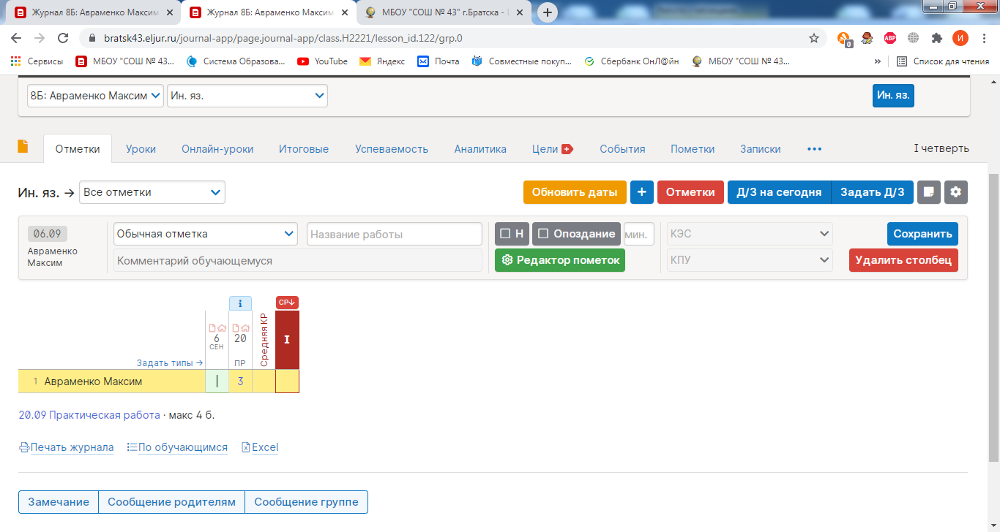 Журнал 8Б: Авраменко Максим
Журнал 8Б: Авраменко Максим
МБОУ "СОШ № 43" г.Братска -
bratsk43.eljur.ru/journal-app/page.journal-app/class.H2221/lesson_id.122/grp.0
0 ABP И
Сервисы МБОУ "СОШ № 43... Система Образова... YouTube Яндекс Почта Совместные покуп... Сбербанк ОнЛ@йн МБОУ "СОШ № 43... » Список для чтения
8Б: Авраменко Максим Ин. яз. Ин. яз.
Отметки Уроки Онлайн-уроки Итоговые Успеваемость Аналитика Цели События Пометки Записки ••• I четверть
Ин. яз. → Все отметки Обновить даты + Отметки Д/З на сегодня Задать Д/З
06.09 Обычная отметка Название работы Н Опоздание мин. КЭС Сохранить
Авраменко
Максим
Комментарий обучающемуся Редактор пометок КПУ Удалить столбец
i СР↓
6 20 Средняя КР I
СЕН
Задать типы → ПР
1 Авраменко Максим 3
20.09 Практическая работа · макс 4 б.
Печать журнала По обучающимся Excel
Замечание Сообщение родителям Сообщение группе